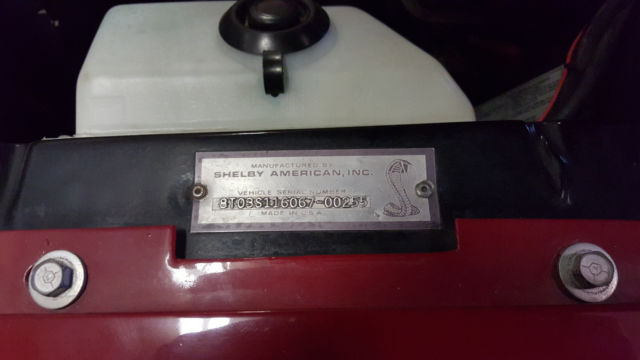 MANUFACTURED BY
SHELBY AMERICAN, INC.
VEHICLE SERIAL NUMBER
8T03S116067-00255
MADE IN U.S.A.